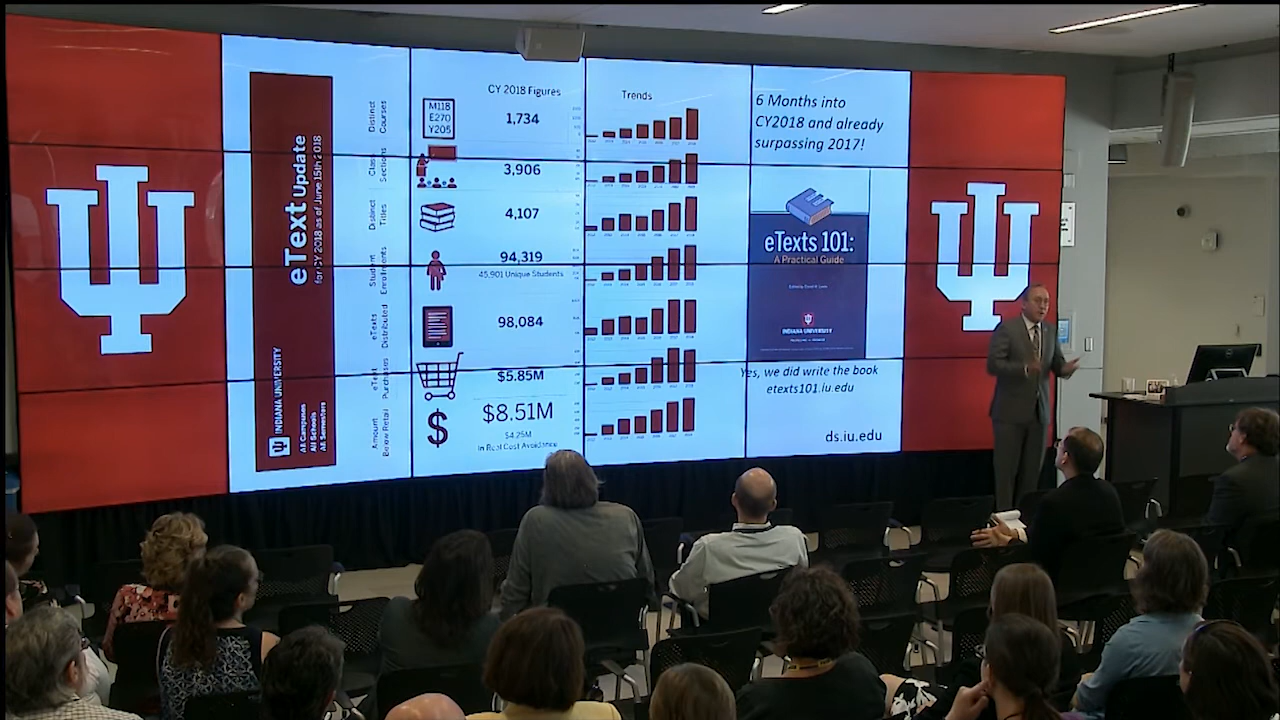 INDIANA UNIVERSITY
All Campuses
All Schools
All Semesters
eText Update
for CY 2018 as of June 15th 2018
CY 2018 Figures
Trends
Distinct
Courses
M118
E270
Y205
1,734
Class
Sections
3,906
Distinct
Titles
4,107
Student
Enrollments
94,319
45,901 Unique Students
eTexts
Distributed
98,084
eText
Purchases
$5.85M
Amount
Below Retail
$
$8.51M
$4.25M
in Real Cost Avoidance
6 Months into
CY2018 and already
surpassing 2017!
eTexts 101:
A Practical Guide
INDIANA UNIVERSITY
Yes, we did write the book
etexts101.iu.edu
ds.iu.edu